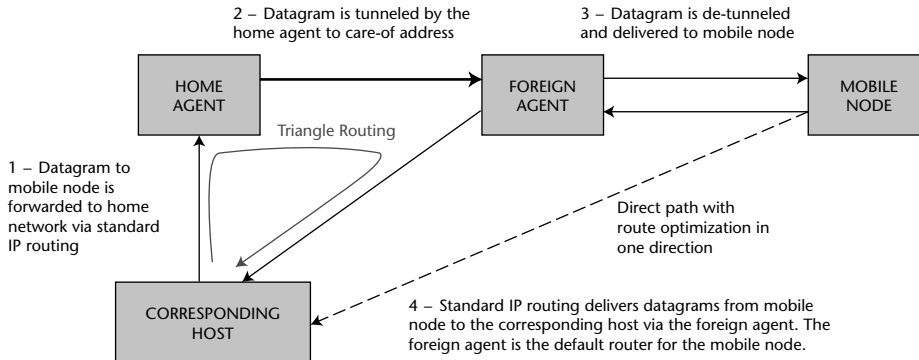 2 – Datagram is tunneled by the
home agent to care-of address
3 – Datagram is de-tunneled
and delivered to mobile node
HOME
AGENT
FOREIGN
AGENT
MOBILE
NODE
Triangle Routing
1 – Datagram to
mobile node is
forwarded to home
network via standard
IP routing
Direct path with
route optimization in
one direction
CORRESPONDING
HOST
4 – Standard IP routing delivers datagrams from mobile
node to the corresponding host via the foreign agent. The
foreign agent is the default router for the mobile node.